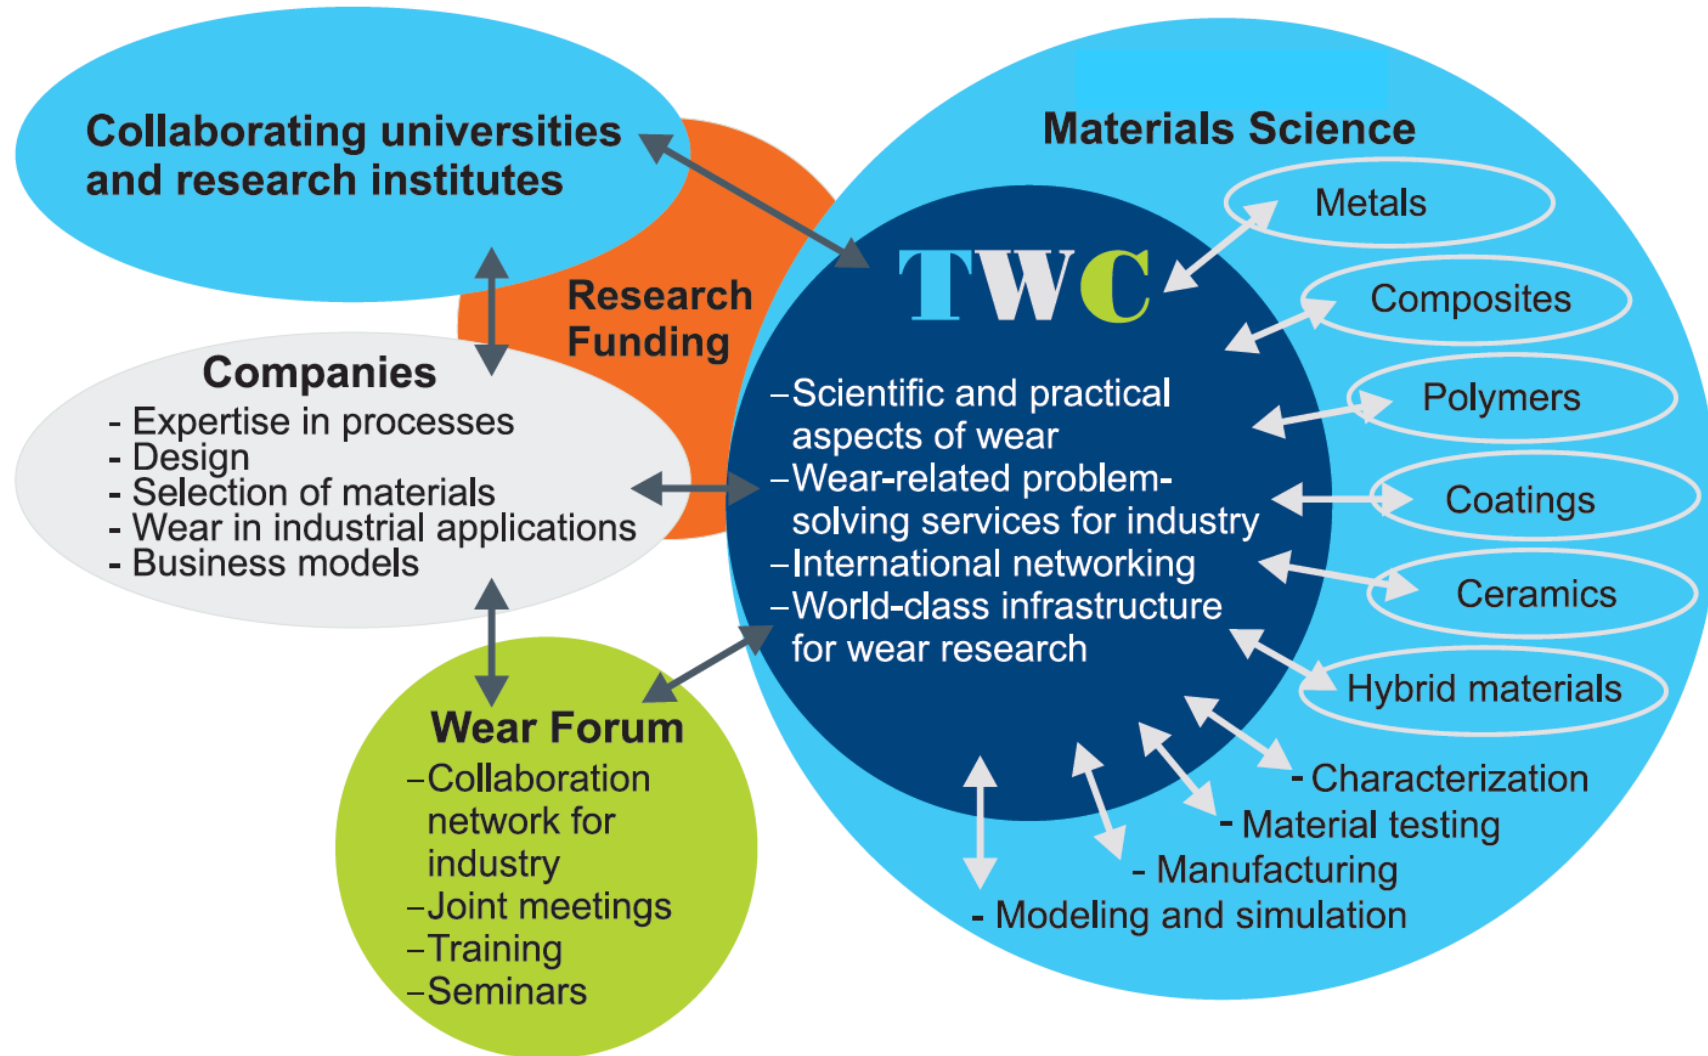 Collaborating universities
and research institutes
Research
Funding
Companies
- Expertise in processes
- Design
- Selection of materials
- Wear in industrial applications
- Business models
Wear Forum
–Collaboration
network for
industry
–Joint meetings
–Training
–Seminars
TWC
–Scientific and practical
aspects of wear
–Wear-related problem-
solving services for industry
–International networking
–World-class infrastructure
for wear research
Materials Science
Metals
Composites
Polymers
Coatings
Ceramics
Hybrid materials
- Characterization
- Material testing
- Manufacturing
- Modeling and simulation